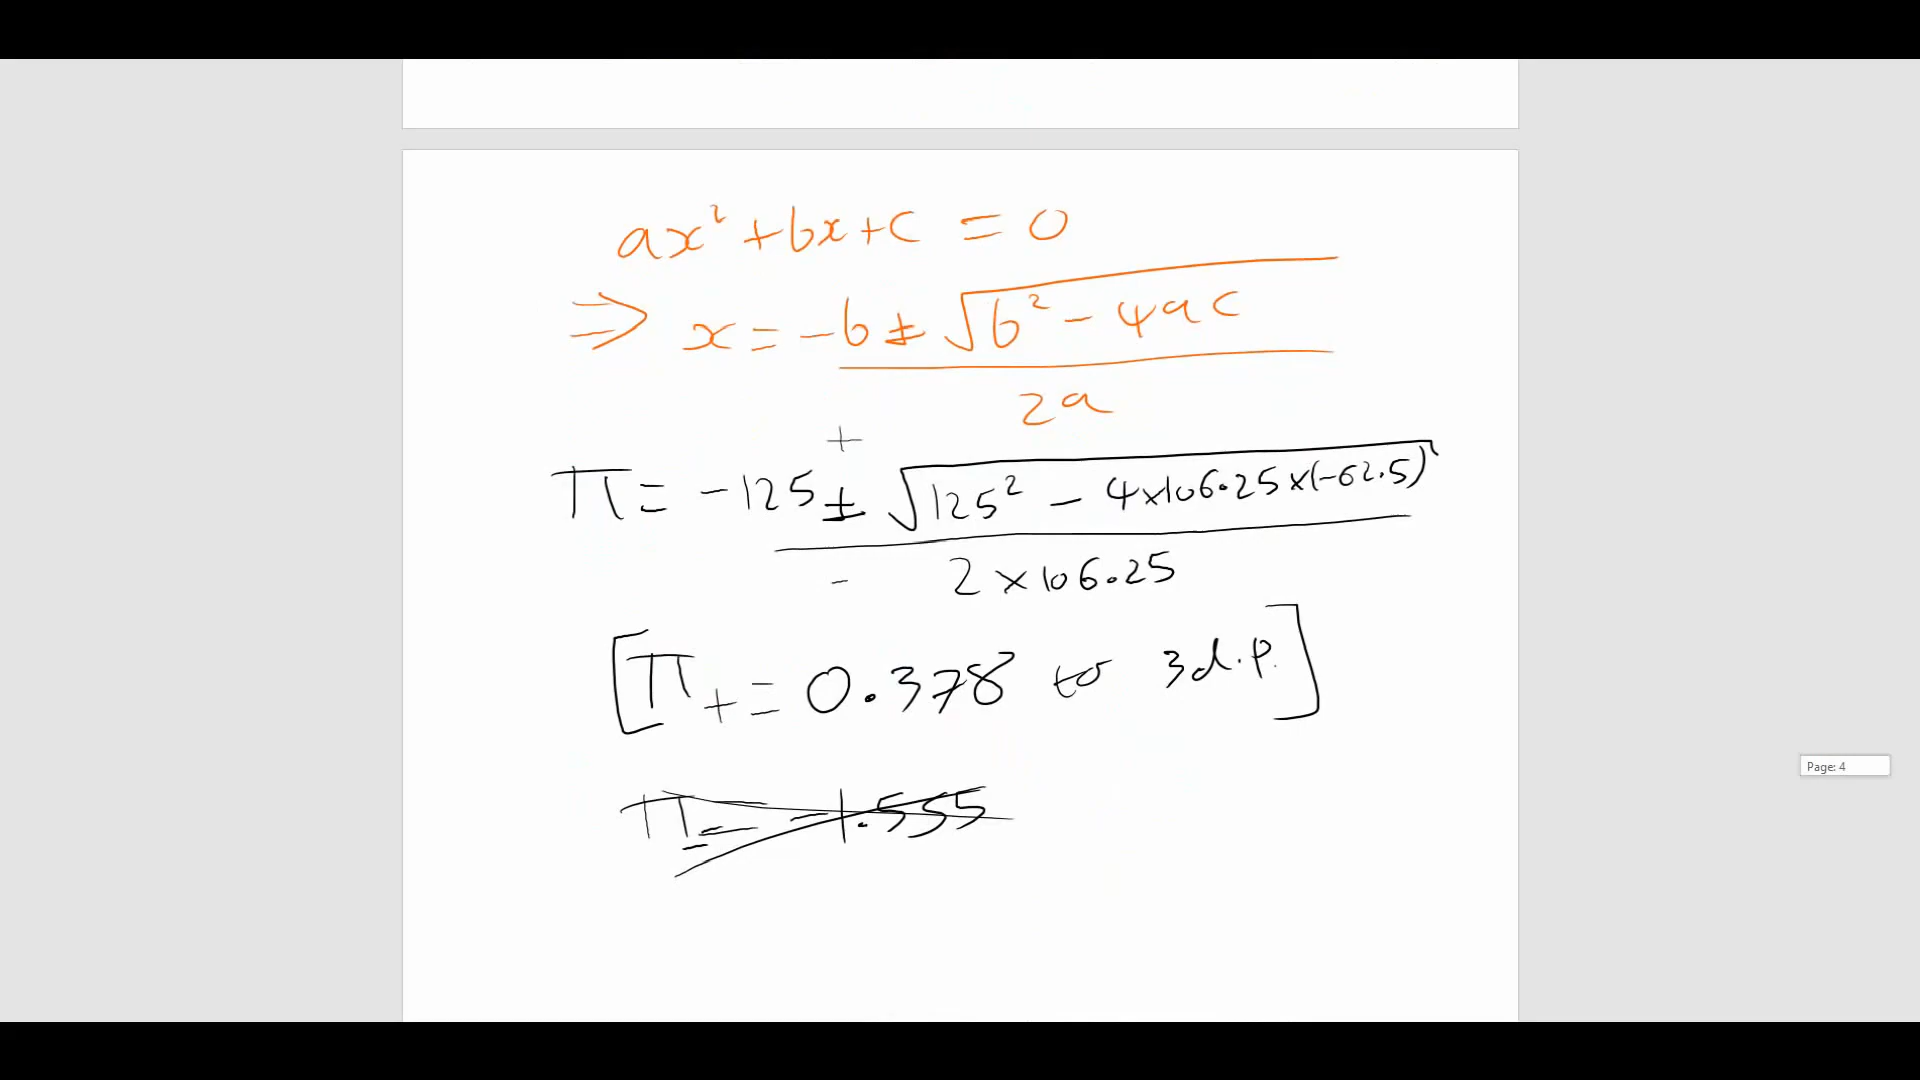 ax² + bx + c = 0
⇒ x = -b ± √b² - 4ac
2a
+
π = -125 ± √125² - 4×106.25×(-62.5)
-
2 × 106.25
[π+ = 0.378 to 3 d.p.]
π- = -1.555
Page: 4